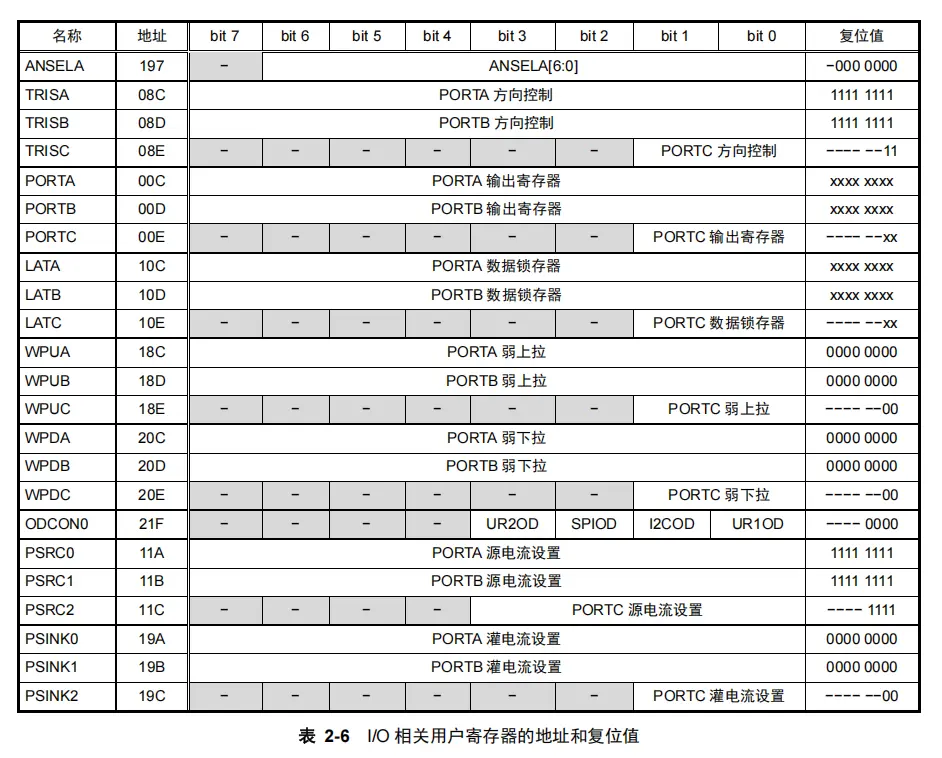 名称 地址 bit 7 bit 6 bit 5 bit 4 bit 3 bit 2 bit 1 bit 0 复位值
ANSELA 197 – ANSELA[6:0] –000 0000
TRISA 08C PORTA 方向控制 1111 1111
TRISB 08D PORTB 方向控制 1111 1111
TRISC 08E – – – – – – PORTC 方向控制 –––– ––11
PORTA 00C PORTA 输出寄存器 xxxx xxxx
PORTB 00D PORTB 输出寄存器 xxxx xxxx
PORTC 00E – – – – – – PORTC 输出寄存器 –––– ––xx
LATA 10C PORTA 数据锁存器 xxxx xxxx
LATB 10D PORTB 数据锁存器 xxxx xxxx
LATC 10E – – – – – – PORTC 数据锁存器 –––– ––xx
WPUA 18C PORTA 弱上拉 0000 0000
WPUB 18D PORTB 弱上拉 0000 0000
WPUC 18E – – – – – – PORTC 弱上拉 –––– ––00
WPDA 20C PORTA 弱下拉 0000 0000
WPDB 20D PORTB 弱下拉 0000 0000
WPDC 20E – – – – – – PORTC 弱下拉 –––– ––00
ODCON0 21F – – – – UR2OD SPIOD I2COD UR1OD –––– 0000
PSRC0 11A PORTA 源电流设置 1111 1111
PSRC1 11B PORTB 源电流设置 1111 1111
PSRC2 11C – – – – PORTC 源电流设置 –––– 1111
PSINK0 19A PORTA 灌电流设置 0000 0000
PSINK1 19B PORTB 灌电流设置 0000 0000
PSINK2 19C – – – – – – PORTC 灌电流设置 –––– ––00
表 2-6 I/O 相关用户寄存器的地址和复位值